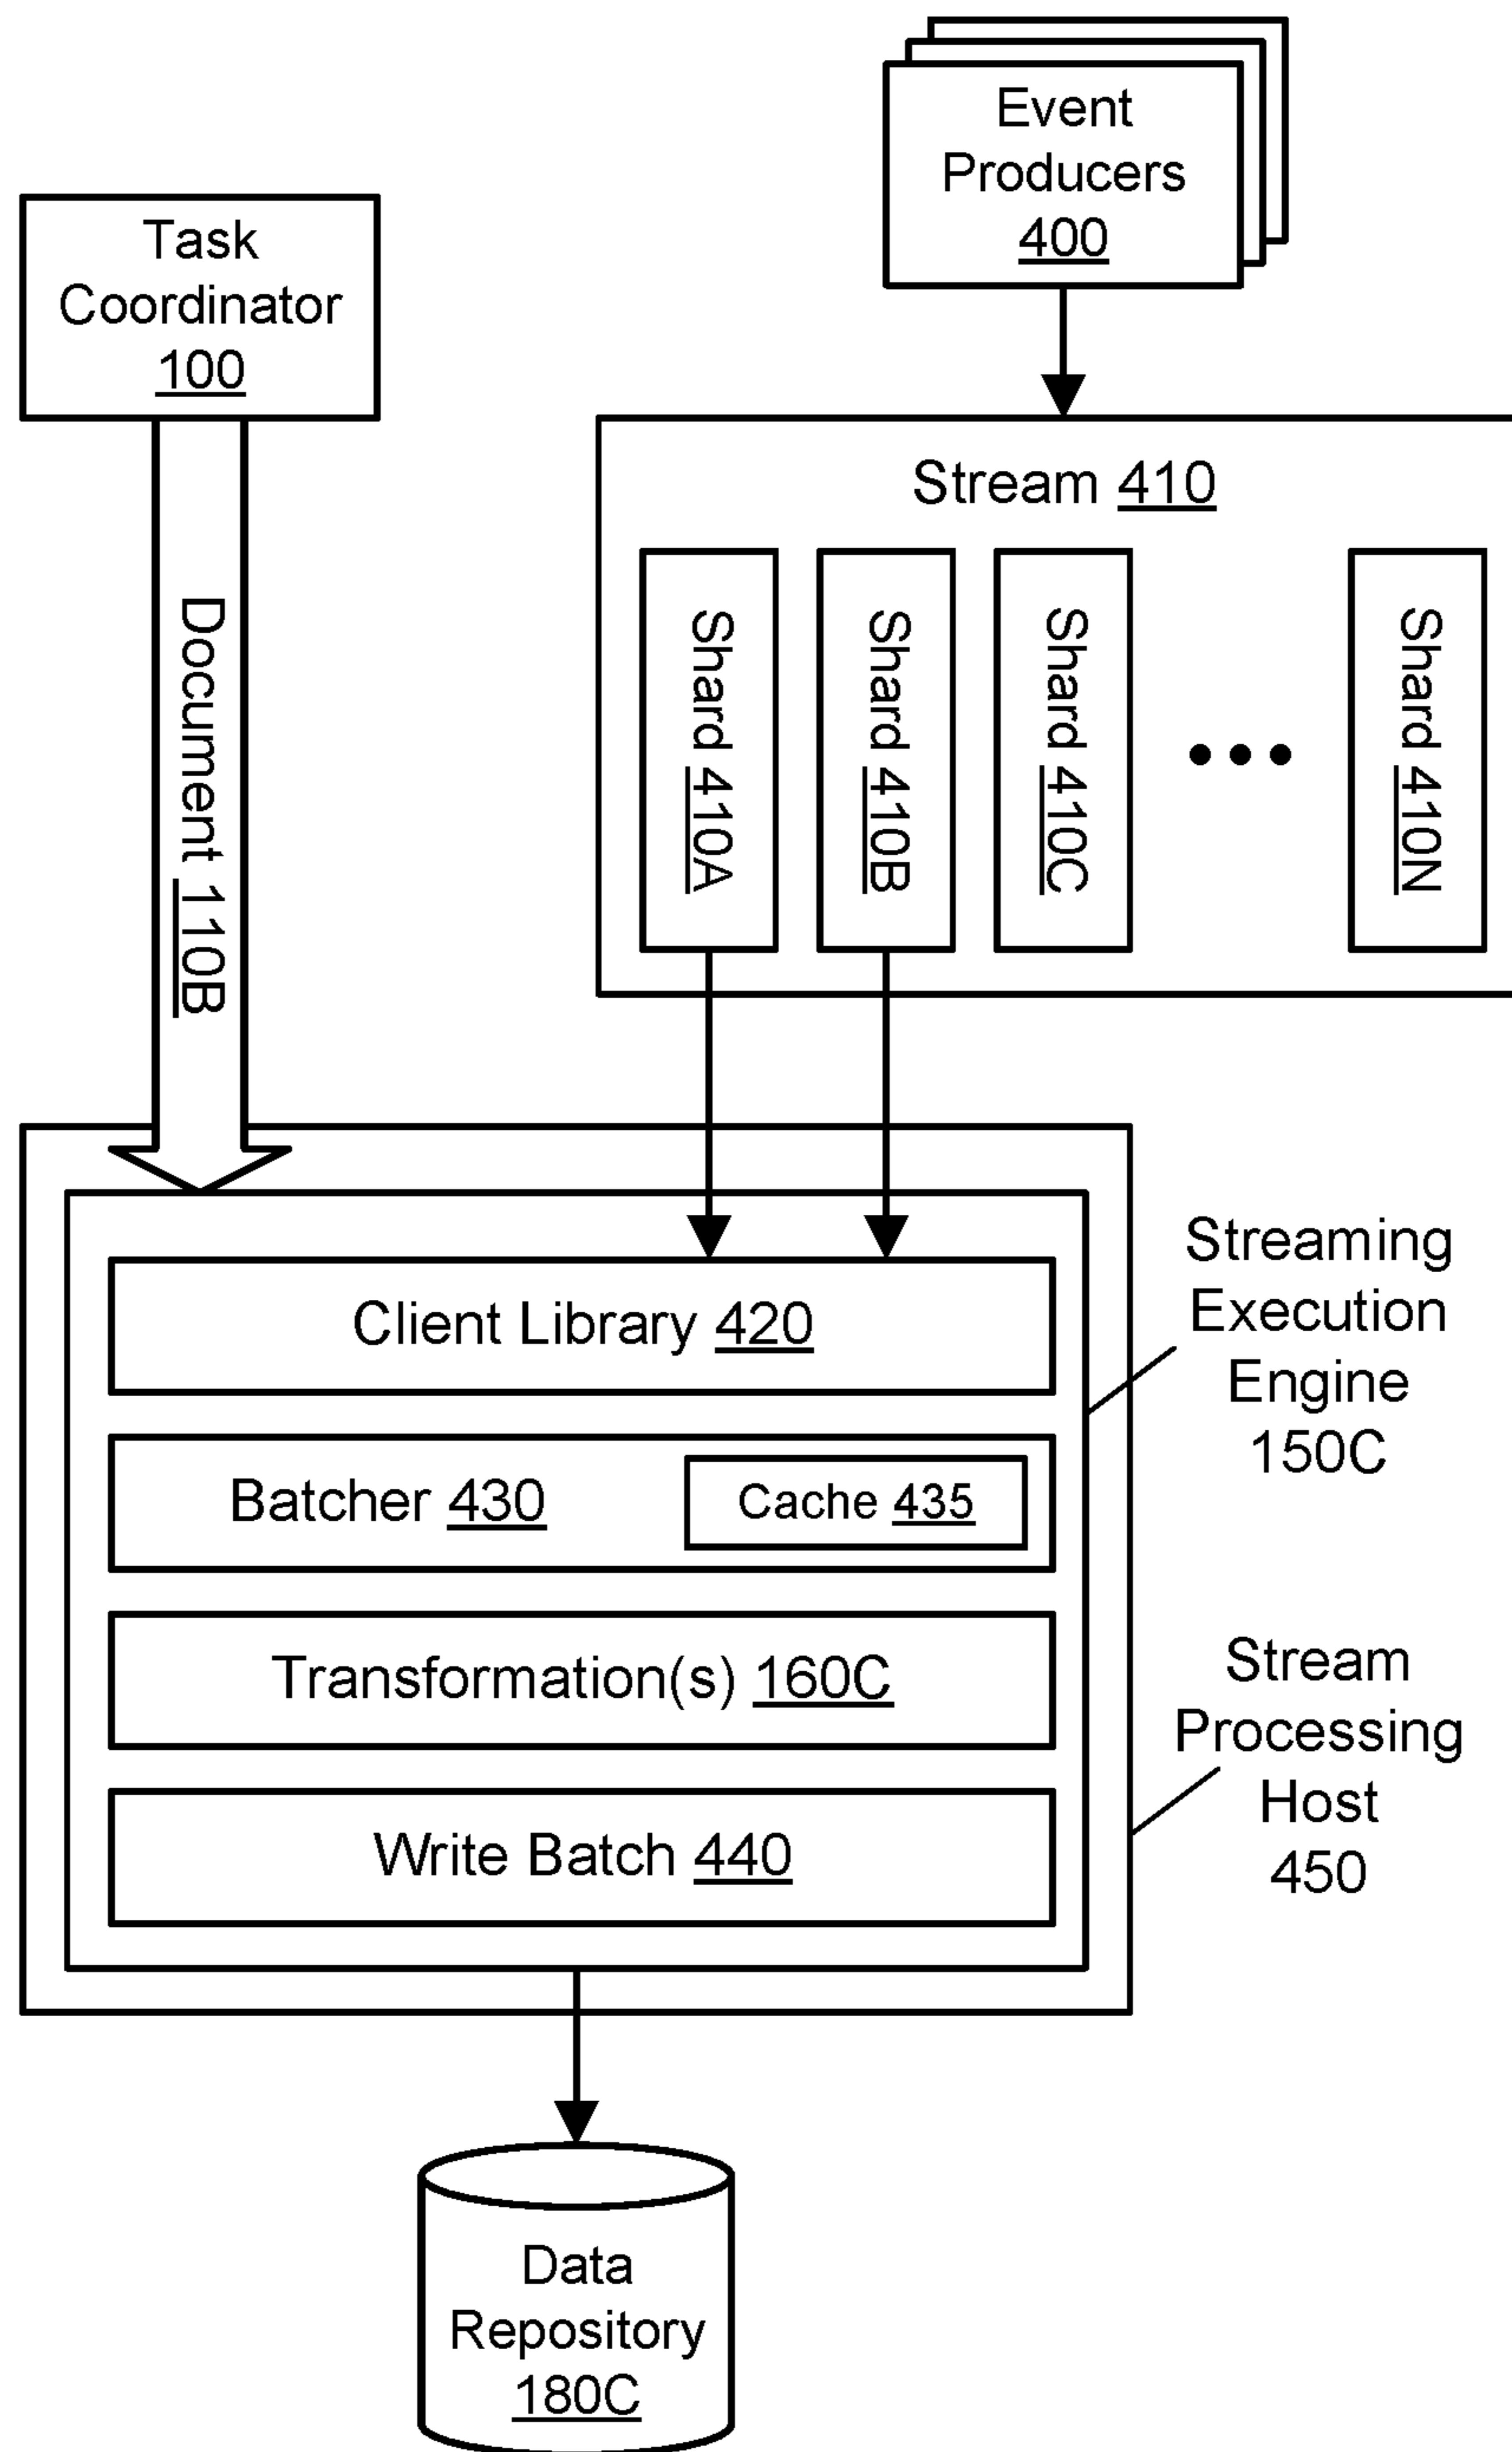 Event
Producers
400
Task
Coordinator
100
Stream 410
Shard 410A
Shard 410B
Shard 410C
Shard 410N
Document 110B
Client Library 420
Batcher 430
Cache 435
Transformation(s) 160C
Write Batch 440
Streaming
Execution
Engine
150C
Stream
Processing
Host
450
Data
Repository
180C